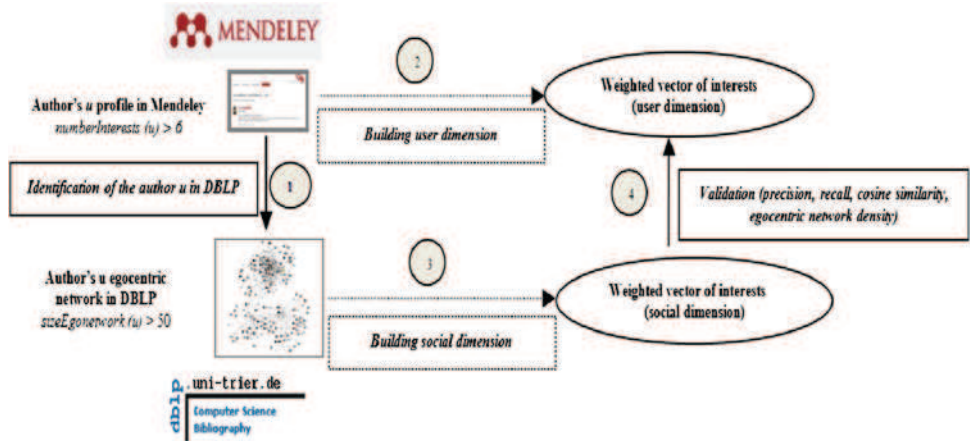 MENDELEY
2
Author's u profile in Mendeley
numberInterests (u) > 6
Weighted vector of interests
(user dimension)
Building user dimension
Identification of the author u in DBLP
1
4
Validation (precision, recall, cosine similarity,
egocentric network density)
3
Author's u egocentric
network in DBLP
sizeEgonetwork (u) > 50
Weighted vector of interests
(social dimension)
Building social dimension
dblp
.uni-trier.de
Computer Science
Bibliography